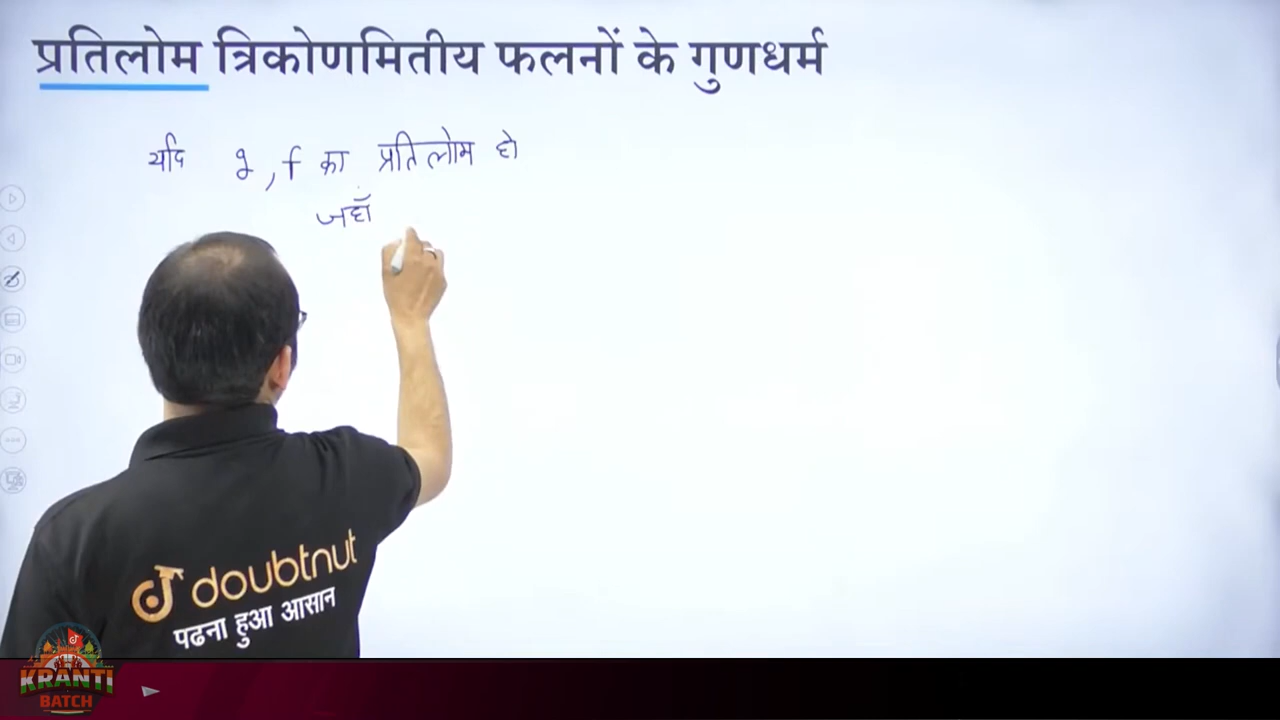 प्रतिलोम त्रिकोणमितीय फलनों के गुणधर्म
यदि g, f का प्रतिलोम हो
जहाँ
doubtnut
पढना हुआ आसान
KRANTI
BATCH